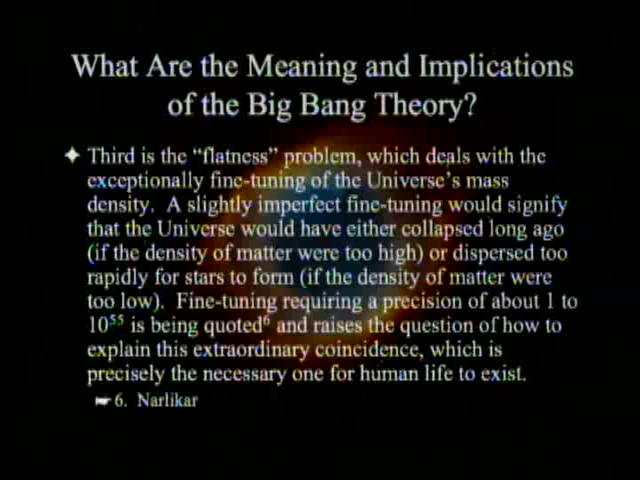 What Are the Meaning and Implications
of the Big Bang Theory?
✦ Third is the “flatness” problem, which deals with the
exceptionally fine-tuning of the Universe’s mass
density. A slightly imperfect fine-tuning would signify
that the Universe would have either collapsed long ago
(if the density of matter were too high) or dispersed too
rapidly for stars to form (if the density of matter were
too low). Fine-tuning requiring a precision of about 1 to
10⁵⁵ is being quoted⁶ and raises the question of how to
explain this extraordinary coincidence, which is
precisely the necessary one for human life to exist.
☛ 6. Narlikar